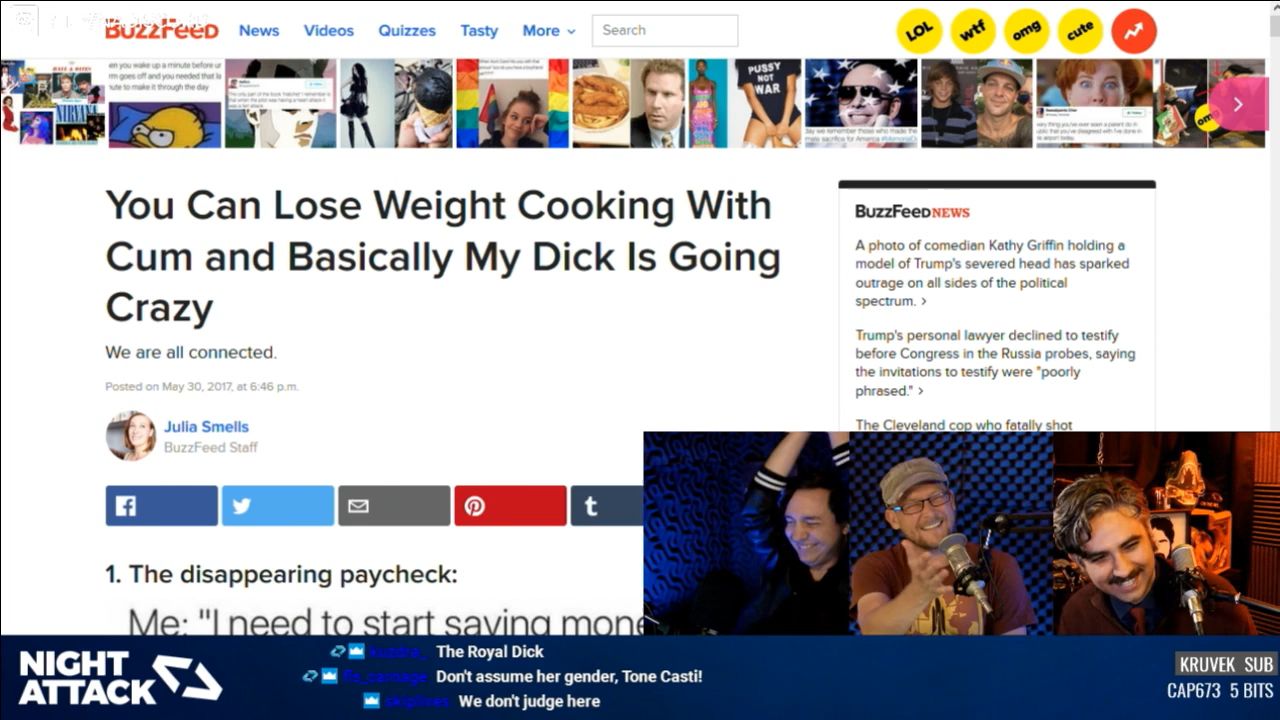 BuzzFeed
News
Videos
Quizzes
Tasty
More
Search
LOL
wtf
omg
cute
NIRVANA
PUSSY
NOT
WAR
You Can Lose Weight Cooking With
Cum and Basically My Dick Is Going
Crazy
We are all connected.
Posted on May 30, 2017, at 6:46 p.m.
Julia Smells
BuzzFeed Staff
1. The disappearing paycheck:
Me: "I need to start saving mone
BuzzFeedNEWS
A photo of comedian Kathy Griffin holding a
model of Trump's severed head has sparked
outrage on all sides of the political
spectrum. >
Trump's personal lawyer declined to testify
before Congress in the Russia probes, saying
the invitations to testify were "poorly
phrased." >
The Cleveland cop who fatally shot
NIGHT
ATTACK
The Royal Dick
Don't assume her gender, Tone Casti!
skiplives We don't judge here
KRUVEK SUB
CAP673 5 BITS